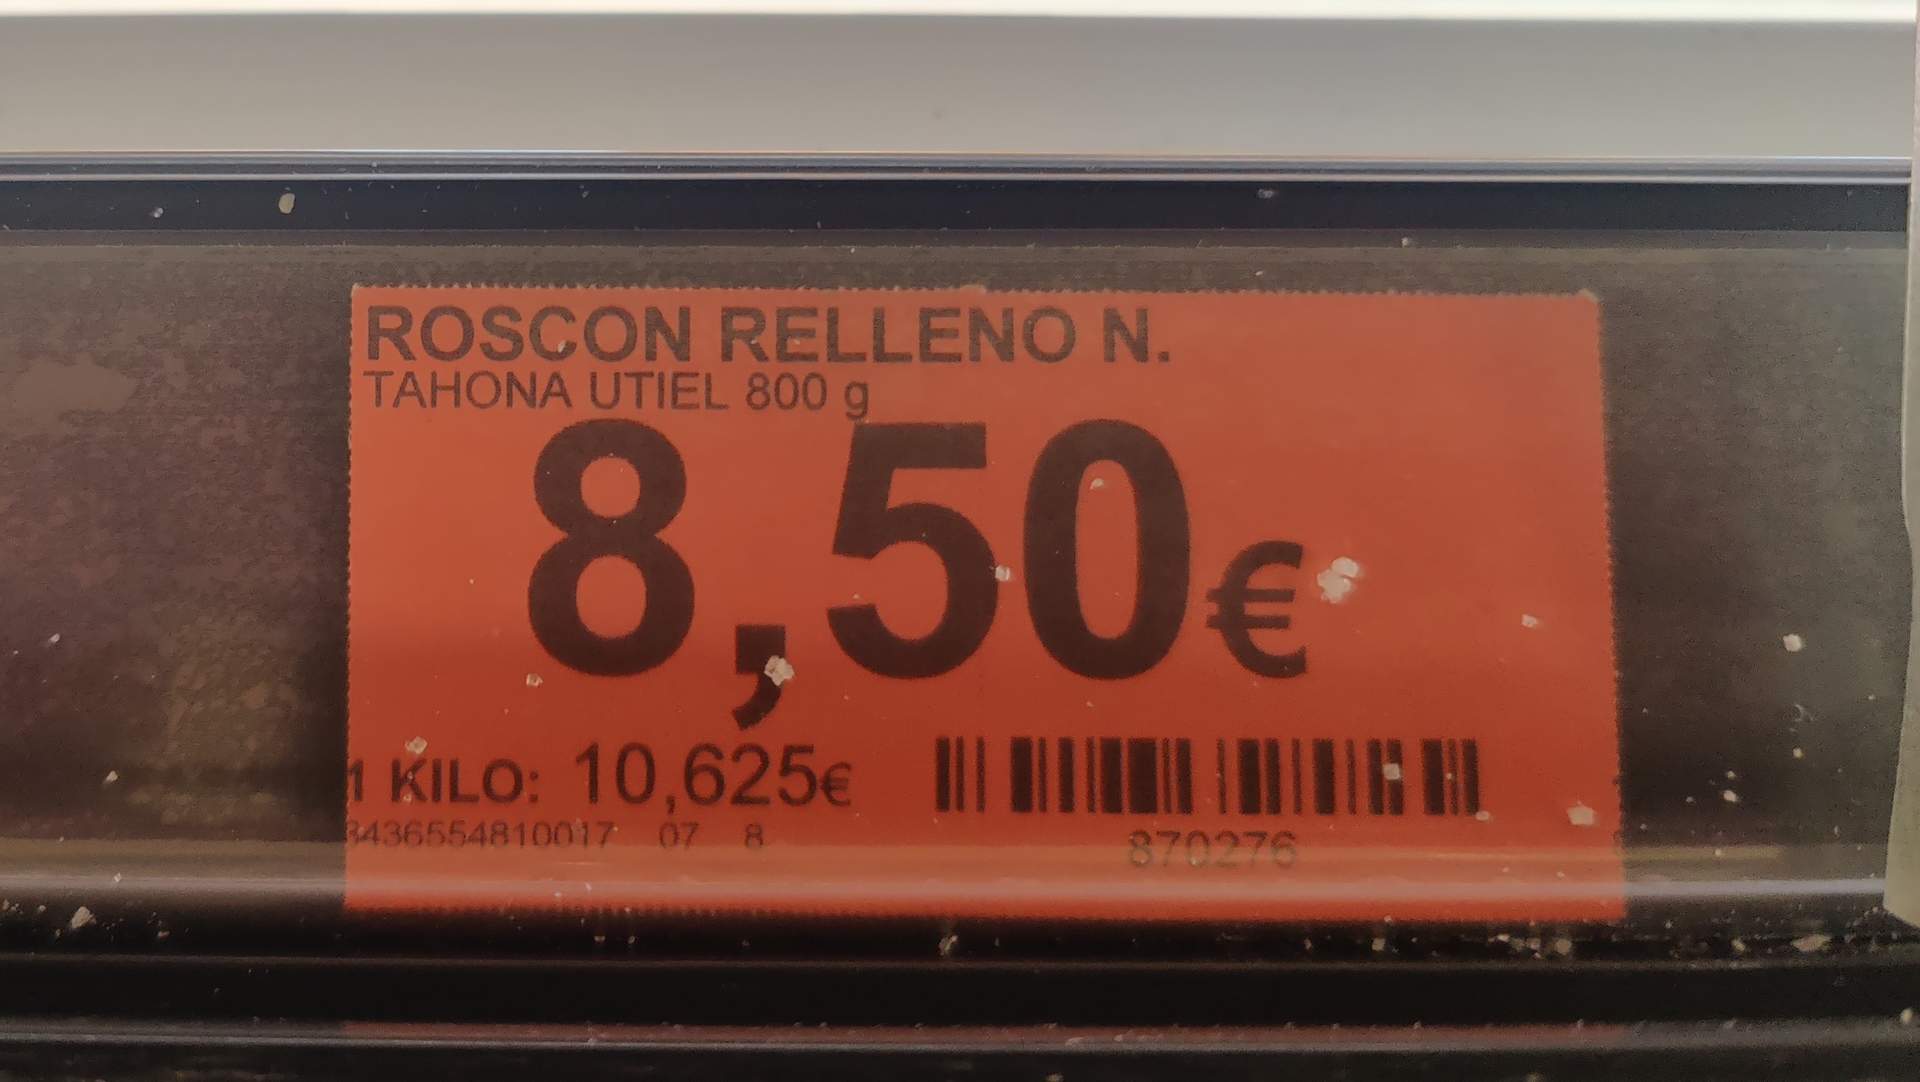 ROSCON RELLENO N.
TAHONA UTIEL 800 g
8,50€
1 KILO: 10,625€
8436554810017 07 8
870276